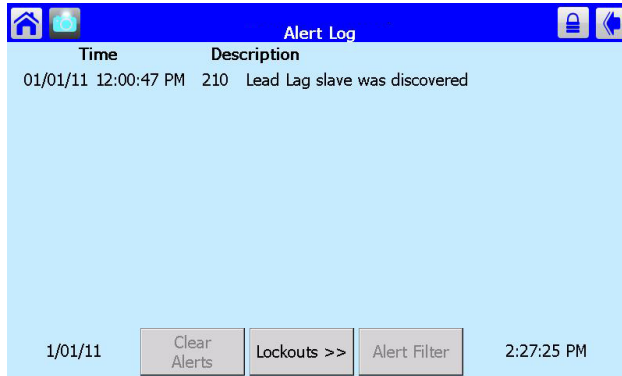 Alert Log
Time Description
01/01/11 12:00:47 PM 210 Lead Lag slave was discovered
1/01/11 Clear Alerts Lockouts >> Alert Filter 2:27:25 PM